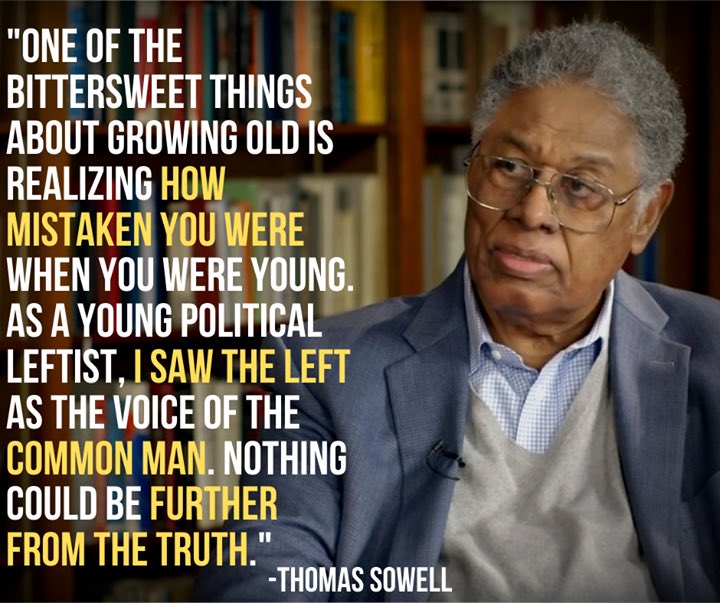 "ONE OF THE
BITTERSWEET THINGS
ABOUT GROWING OLD IS
REALIZING HOW
MISTAKEN YOU WERE
WHEN YOU WERE YOUNG.
AS A YOUNG POLITICAL
LEFTIST, I SAW THE LEFT
AS THE VOICE OF THE
COMMON MAN. NOTHING
COULD BE FURTHER
FROM THE TRUTH."
-THOMAS SOWELL